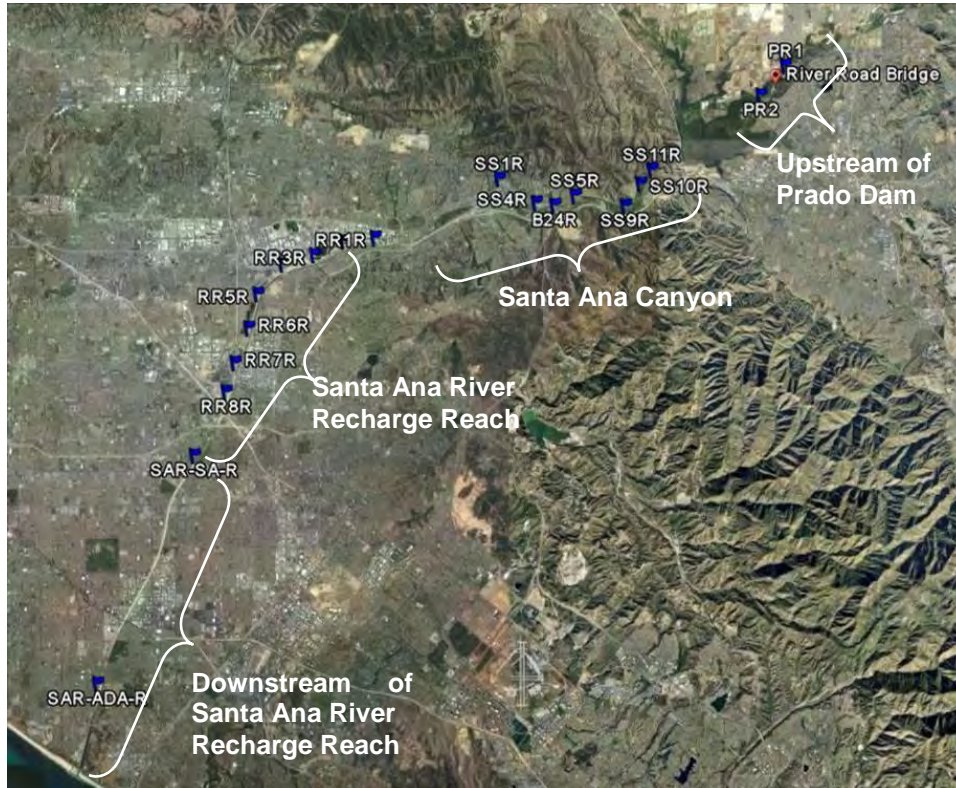 PR1
River Road Bridge
PR2
Upstream of
Prado Dam
SS11R
SS1R
SS5R
SS10R
SS4R
B24R
SS9R
Santa Ana Canyon
RR1R
RR3R
RR5R
RR6R
RR7R
RR8R
Santa Ana River
Recharge Reach
SAR-SA-R
SAR-ADA-R
Downstream of
Santa Ana River
Recharge Reach